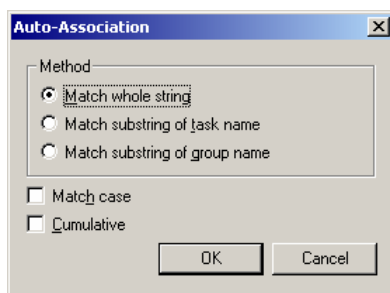 Auto-Association
Method
Match whole string
Match substring of task name
Match substring of group name
Match case
Cumulative
OK Cancel